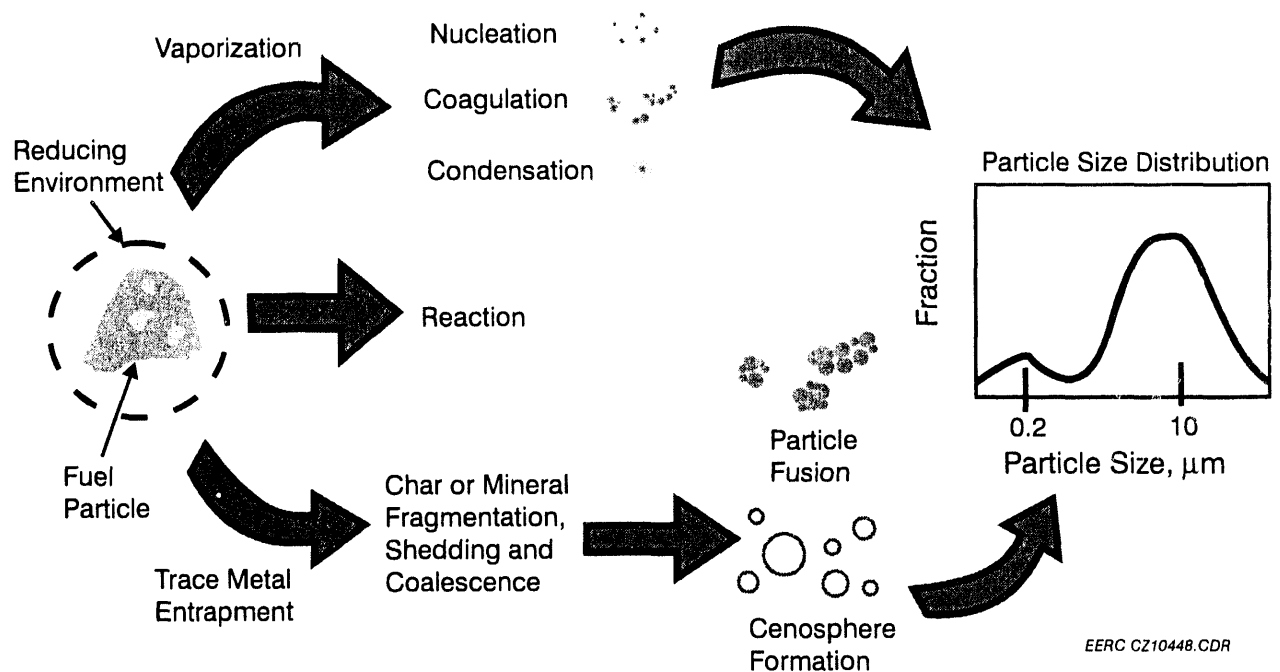 Vaporization
Nucleation
Coagulation
Condensation
Reducing
Environment
Reaction
Fuel
Particle
Trace Metal
Entrapment
Char or Mineral
Fragmentation,
Shedding and
Coalescence
Particle
Fusion
Cenosphere
Formation
Particle Size Distribution
Fraction
0.2
10
Particle Size, μm
EERC CZ10448.CDR